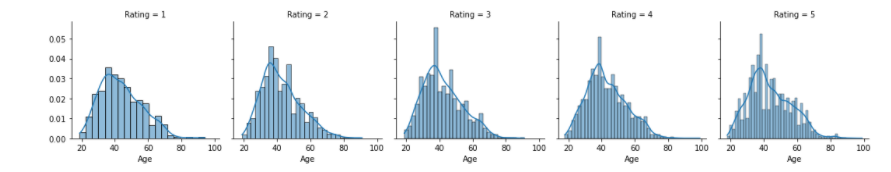 Rating = 1
Rating = 2
Rating = 3
Rating = 4
Rating = 5
0.05
0.04
0.03
0.02
0.01
0.00
20 40 60 80 100
20 40 60 80 100
20 40 60 80 100
20 40 60 80 100
20 40 60 80 100
Age
Age
Age
Age
Age